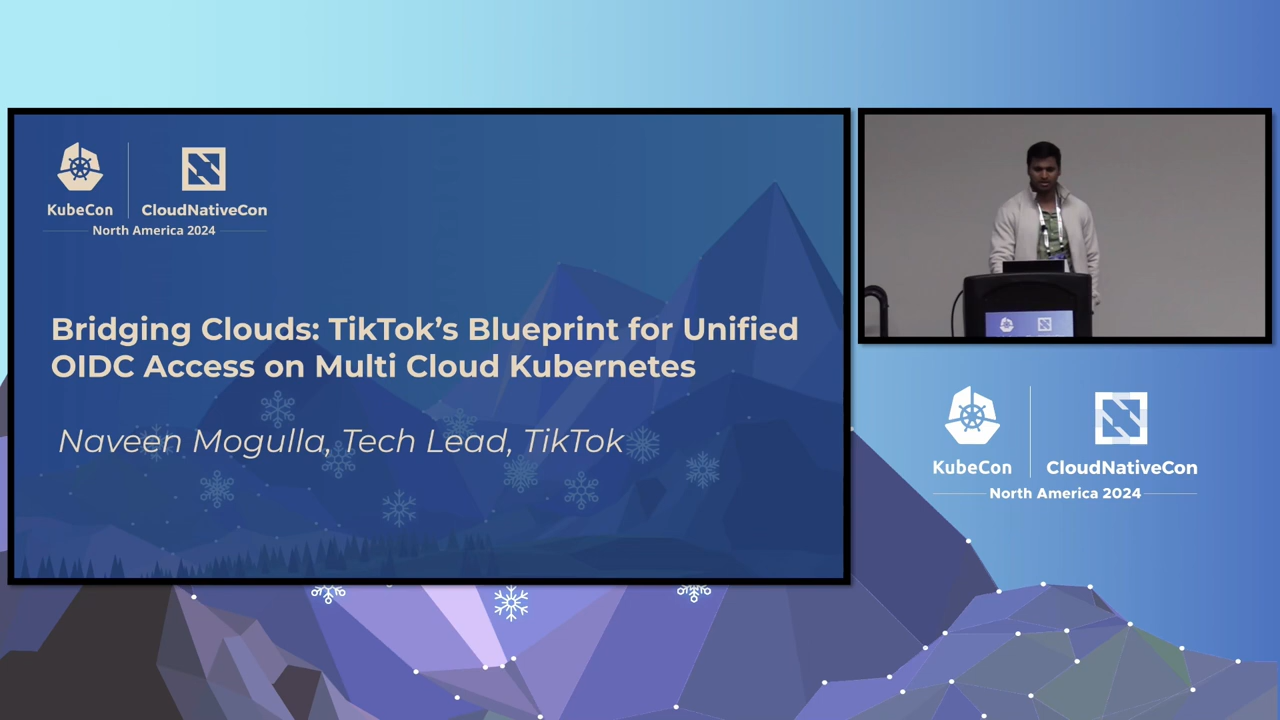 KubeCon
CloudNativeCon
North America 2024
Bridging Clouds: TikTok’s Blueprint for Unified
OIDC Access on Multi Cloud Kubernetes
Naveen Mogulla, Tech Lead, TikTok
KubeCon
CloudNativeCon
North America 2024